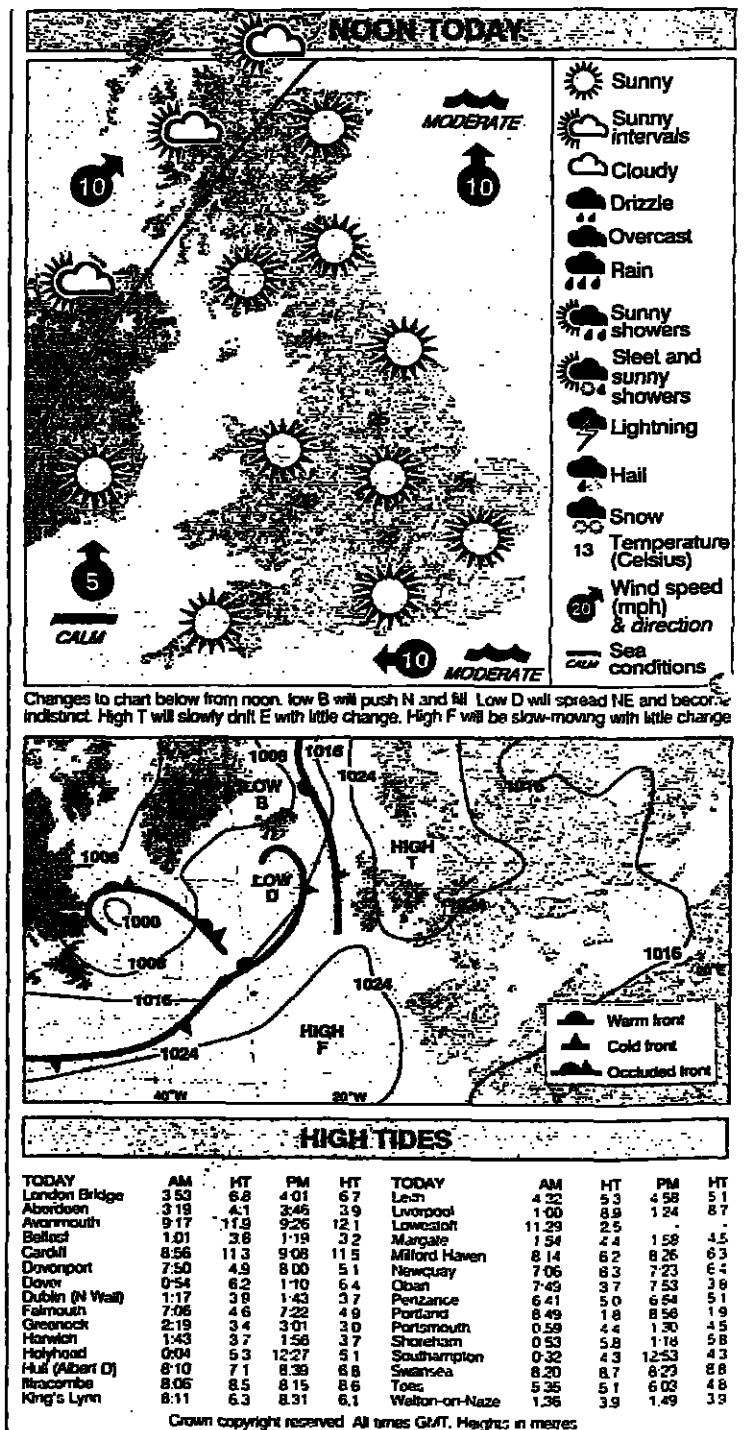 NOON TODAY
MODERATE
10
10
5
CALM
10
MODERATE
Sunny
Sunny
intervals
Cloudy
Drizzle
Overcast
Rain
Sunny
showers
Sleet and
sunny
showers
Lightning
Hail
Snow
13 Temperature
(Celsius)
20 Wind speed
(mph)
& direction
CALM Sea
conditions
Changes to chart below from noon. low B will push N and fill Low D will spread NE and become
indistinct. High T will slowly drift E with little change. High F will be slow-moving with little change
1008
1016
1024
1016
LOW
B
HIGH
T
LOW
D
1008
1000
1008
1016
1024
1024
1016
HIGH
F
40°W
20°W
Warm front
Cold front
Occluded front
HIGH TIDES
TODAY AM HT PM HT
London Bridge 3 53 6 8 4 01 6 7
Aberdeen 3 19 4.1 3:46 3 9
Avonmouth 9:17 11.9 9:26 12.1
Belfast 1.01 3.6 1.19 3.2
Cardiff 8:56 11 3 9:08 11 5
Devonport 7:50 4.9 8 00 5 1
Dover 0:54 6.2 1.10 6 4
Dublin (N Wall) 1:17 3 8 1.43 3.7
Falmouth 7:06 4 6 7:22 4 9
Greenock 2:19 3 4 3 01 3 0
Harwich 1:43 3 7 1 56 3 7
Holyhead 0:04 5 3 12:27 5 1
Hull (Albert D) 8:10 7 1 8.39 6 8
Ilfracombe 8:06 8 5 8 15 8 6
King's Lynn 8:11 6.3 8.31 6.1
TODAY AM HT PM HT
Leith 4 32 5 3 4 58 5 1
Liverpool 1:00 8.9 1 24 8 7
Lowestoft 11.29 2.5 - -
Margate 1 54 4 4 1 58 4.5
Milford Haven 8 14 6 2 8 26 6 3
Newquay 7 06 6 3 7 23 6 4
Oban 7:43 3 7 7 53 3 8
Penzance 6 41 5 0 6 54 5 1
Portland 8 49 1 8 8 56 1 9
Portsmouth 0.59 4 4 1 30 4 5
Shoreham 0 53 5.8 1 18 5 8
Southampton 0:32 4 3 12 53 4 3
Swansea 8.20 8.7 8 23 8 8
Tees 5 35 5 1 6 03 4 8
Walton-on-Naze 1.36 3.9 1.49 3.9
Crown copyright reserved All times GMT. Heights in metres